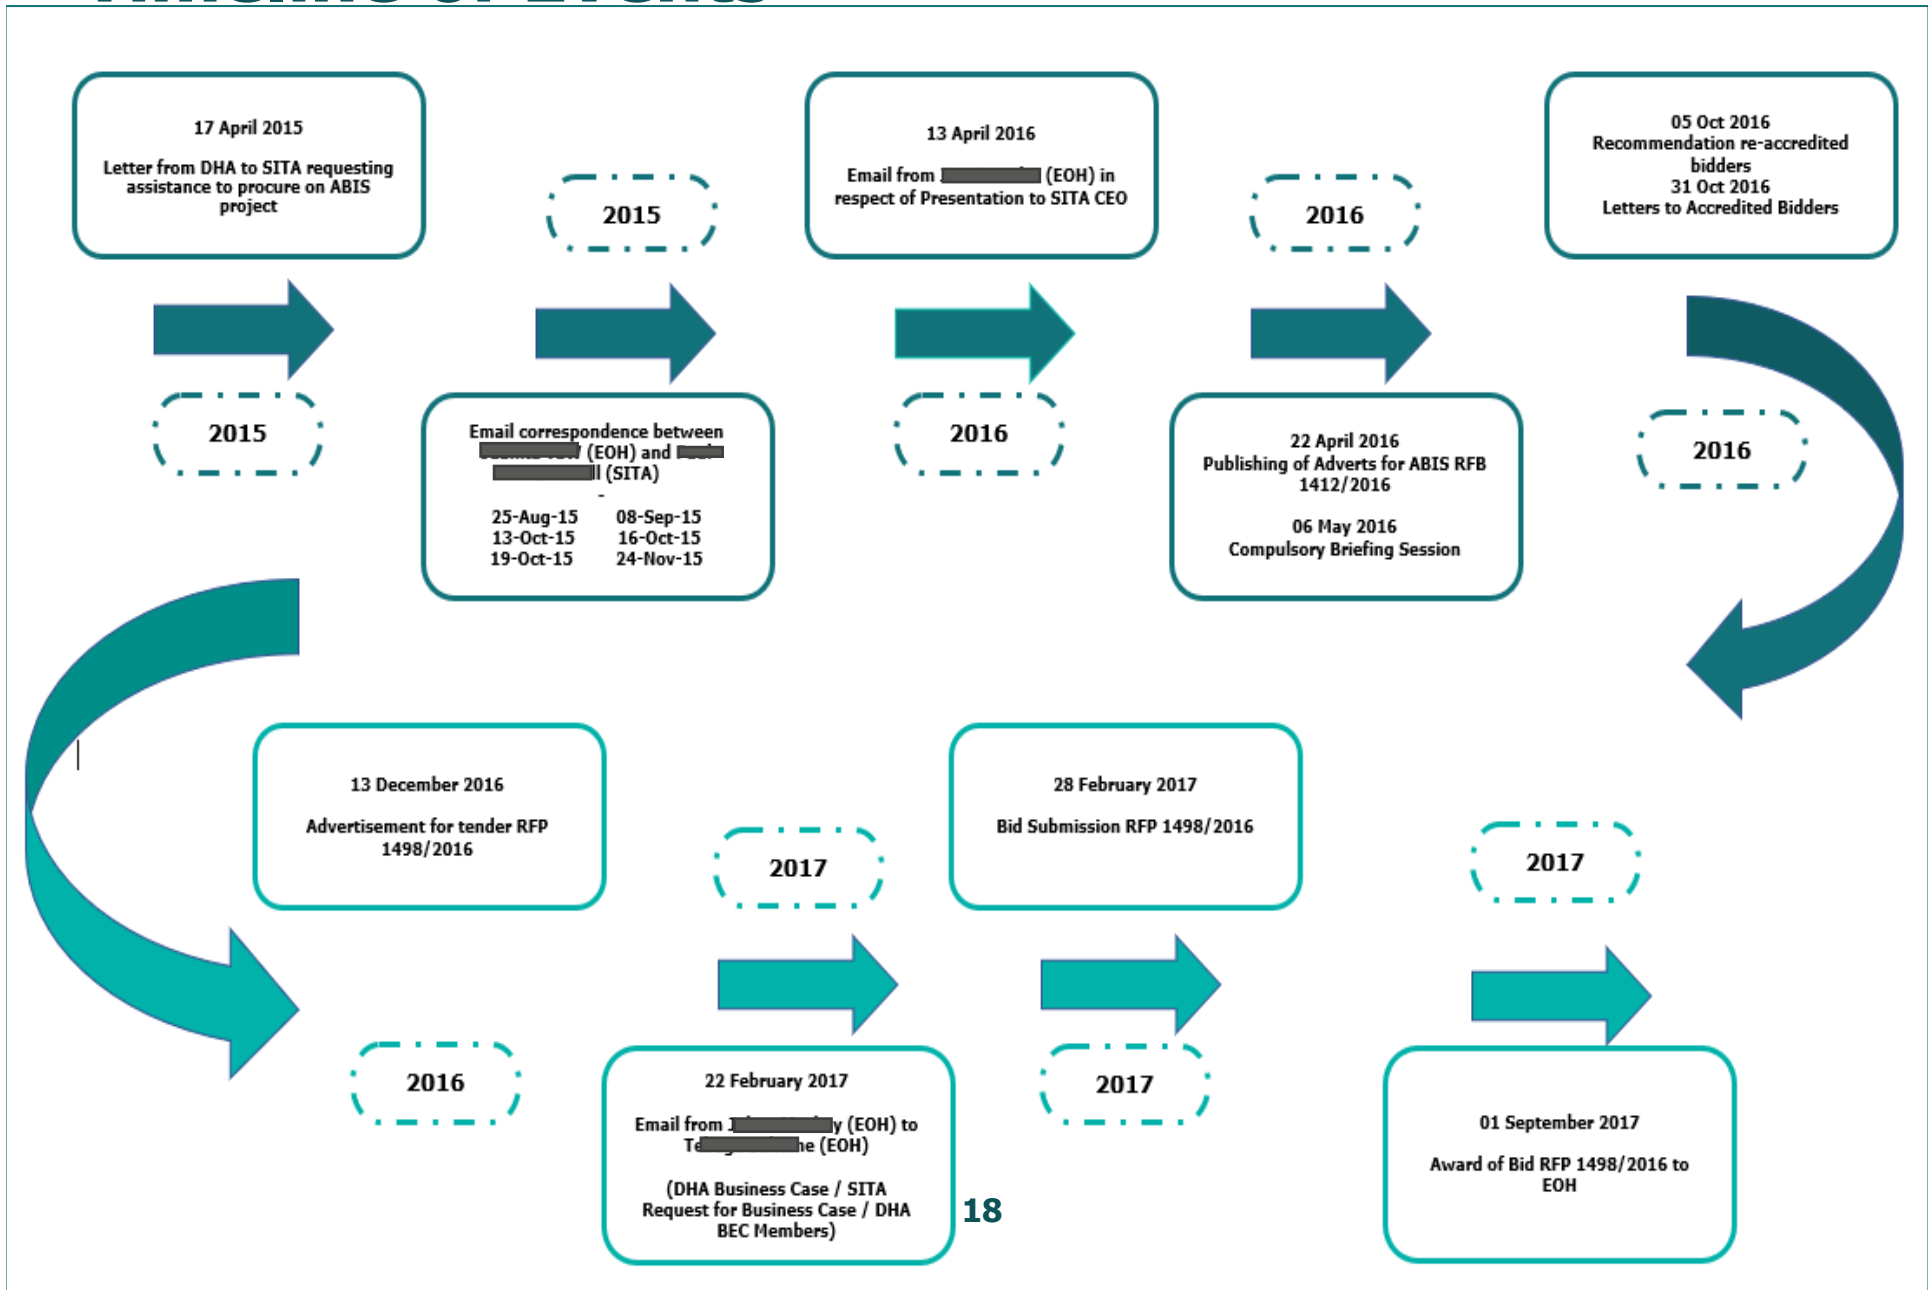 17 April 2015
Letter from DHA to SITA requesting
assistance to procure on ABIS
project
2015
2015
Email correspondence between
(EOH) and
(SITA)
-
25-Aug-15 08-Sep-15
13-Oct-15 16-Oct-15
19-Oct-15 24-Nov-15
13 April 2016
Email from (EOH) in
respect of Presentation to SITA CEO
2016
2016
22 April 2016
Publishing of Adverts for ABIS RFB
1412/2016
06 May 2016
Compulsory Briefing Session
05 Oct 2016
Recommendation re-accredited
bidders
31 Oct 2016
Letters to Accredited Bidders
2016
13 December 2016
Advertisement for tender RFP
1498/2016
2016
2017
22 February 2017
Email from (EOH) to
(EOH)
(DHA Business Case / SITA
Request for Business Case / DHA
BEC Members)
28 February 2017
Bid Submission RFP 1498/2016
2017
2017
01 September 2017
Award of Bid RFP 1498/2016 to
EOH
18